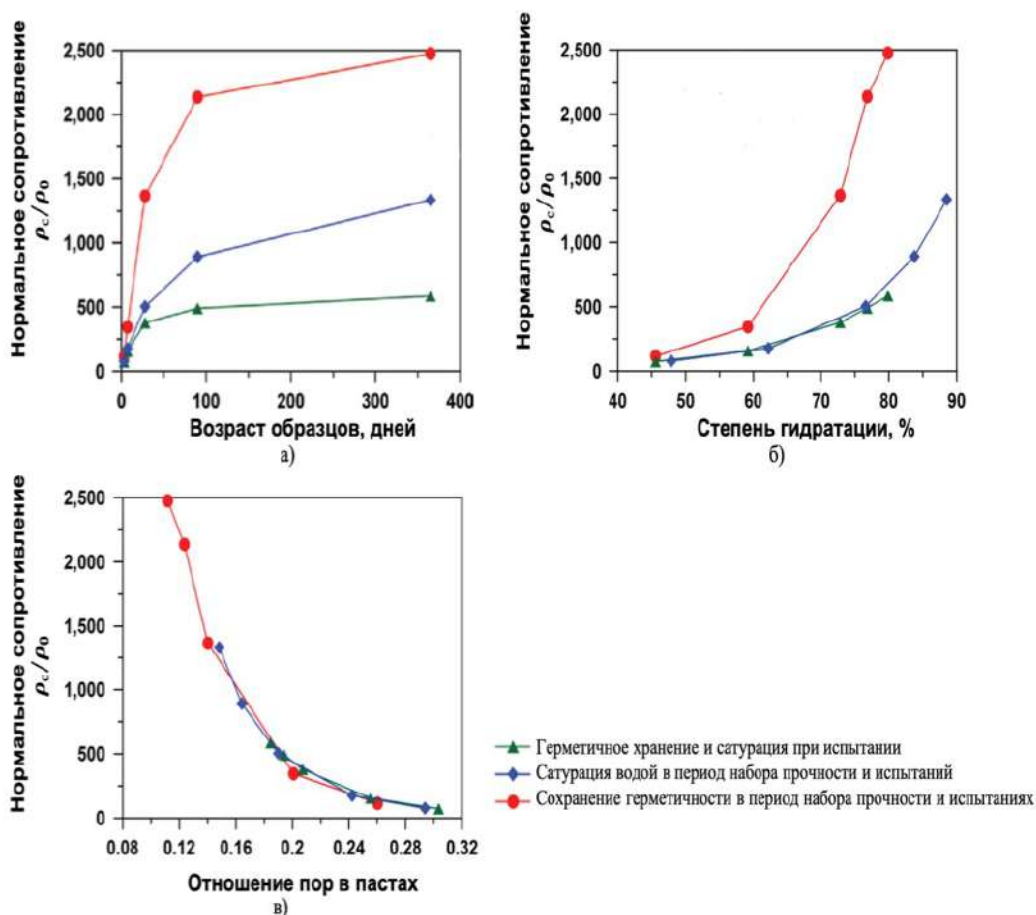 Нормальное сопротивление
ρc/ρ0
2,500
2,000
1,500
1,000
500
0
0
100
200
300
400
Возраст образцов, дней
а)
Нормальное сопротивление
ρc/ρ0
2,500
2,000
1,500
1,000
500
0
40
50
60
70
80
90
Степень гидратации, %
б)
Нормальное сопротивление
ρc/ρ0
2,500
2,000
1,500
1,000
500
0
0.08
0.12
0.16
0.2
0.24
0.28
0.32
Отношение пор в пастах
в)
Герметичное хранение и сатурация при испытании
Сатурация водой в период набора прочности и испытаний
Сохранение герметичности в период набора прочности и испытаниях